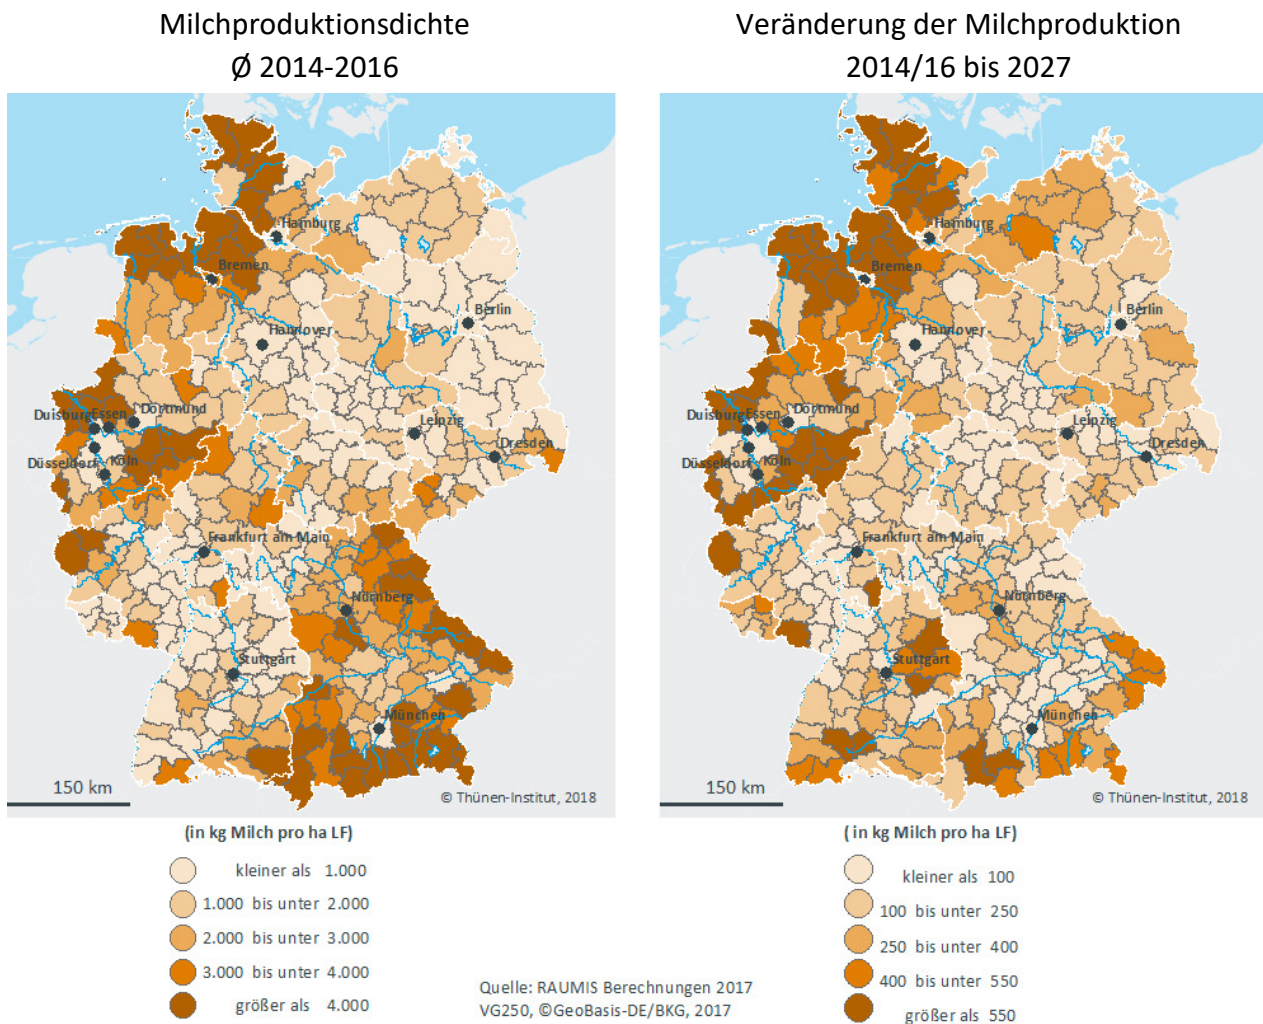 Milchproduktionsdichte
Ø 2014-2016
Veränderung der Milchproduktion
2014/16 bis 2027
Hamburg
Bremen
Berlin
Hannover
Duisburg
Essen
Dortmund
Leipzig
Düsseldorf
Köln
Dresden
Frankfurt am Main
Nörnberg
Stuttgart
München
150 km
© Thünen-Institut, 2018
Hamburg
Bremen
Berlin
Hannover
Duisburg
Essen
Dortmund
Leipzig
Düsseldorf
Köln
Dresden
Frankfurt am Main
Nörnberg
Stuttgart
München
150 km
© Thünen-Institut, 2018
(in kg Milch pro ha LF)
kleiner als 1.000
1.000 bis unter 2.000
2.000 bis unter 3.000
3.000 bis unter 4.000
größer als 4.000
( in kg Milch pro ha LF)
kleiner als 100
100 bis unter 250
250 bis unter 400
400 bis unter 550
größer als 550
Quelle: RAUMIS Berechnungen 2017
VG250, ©GeoBasis-DE/BKG, 2017